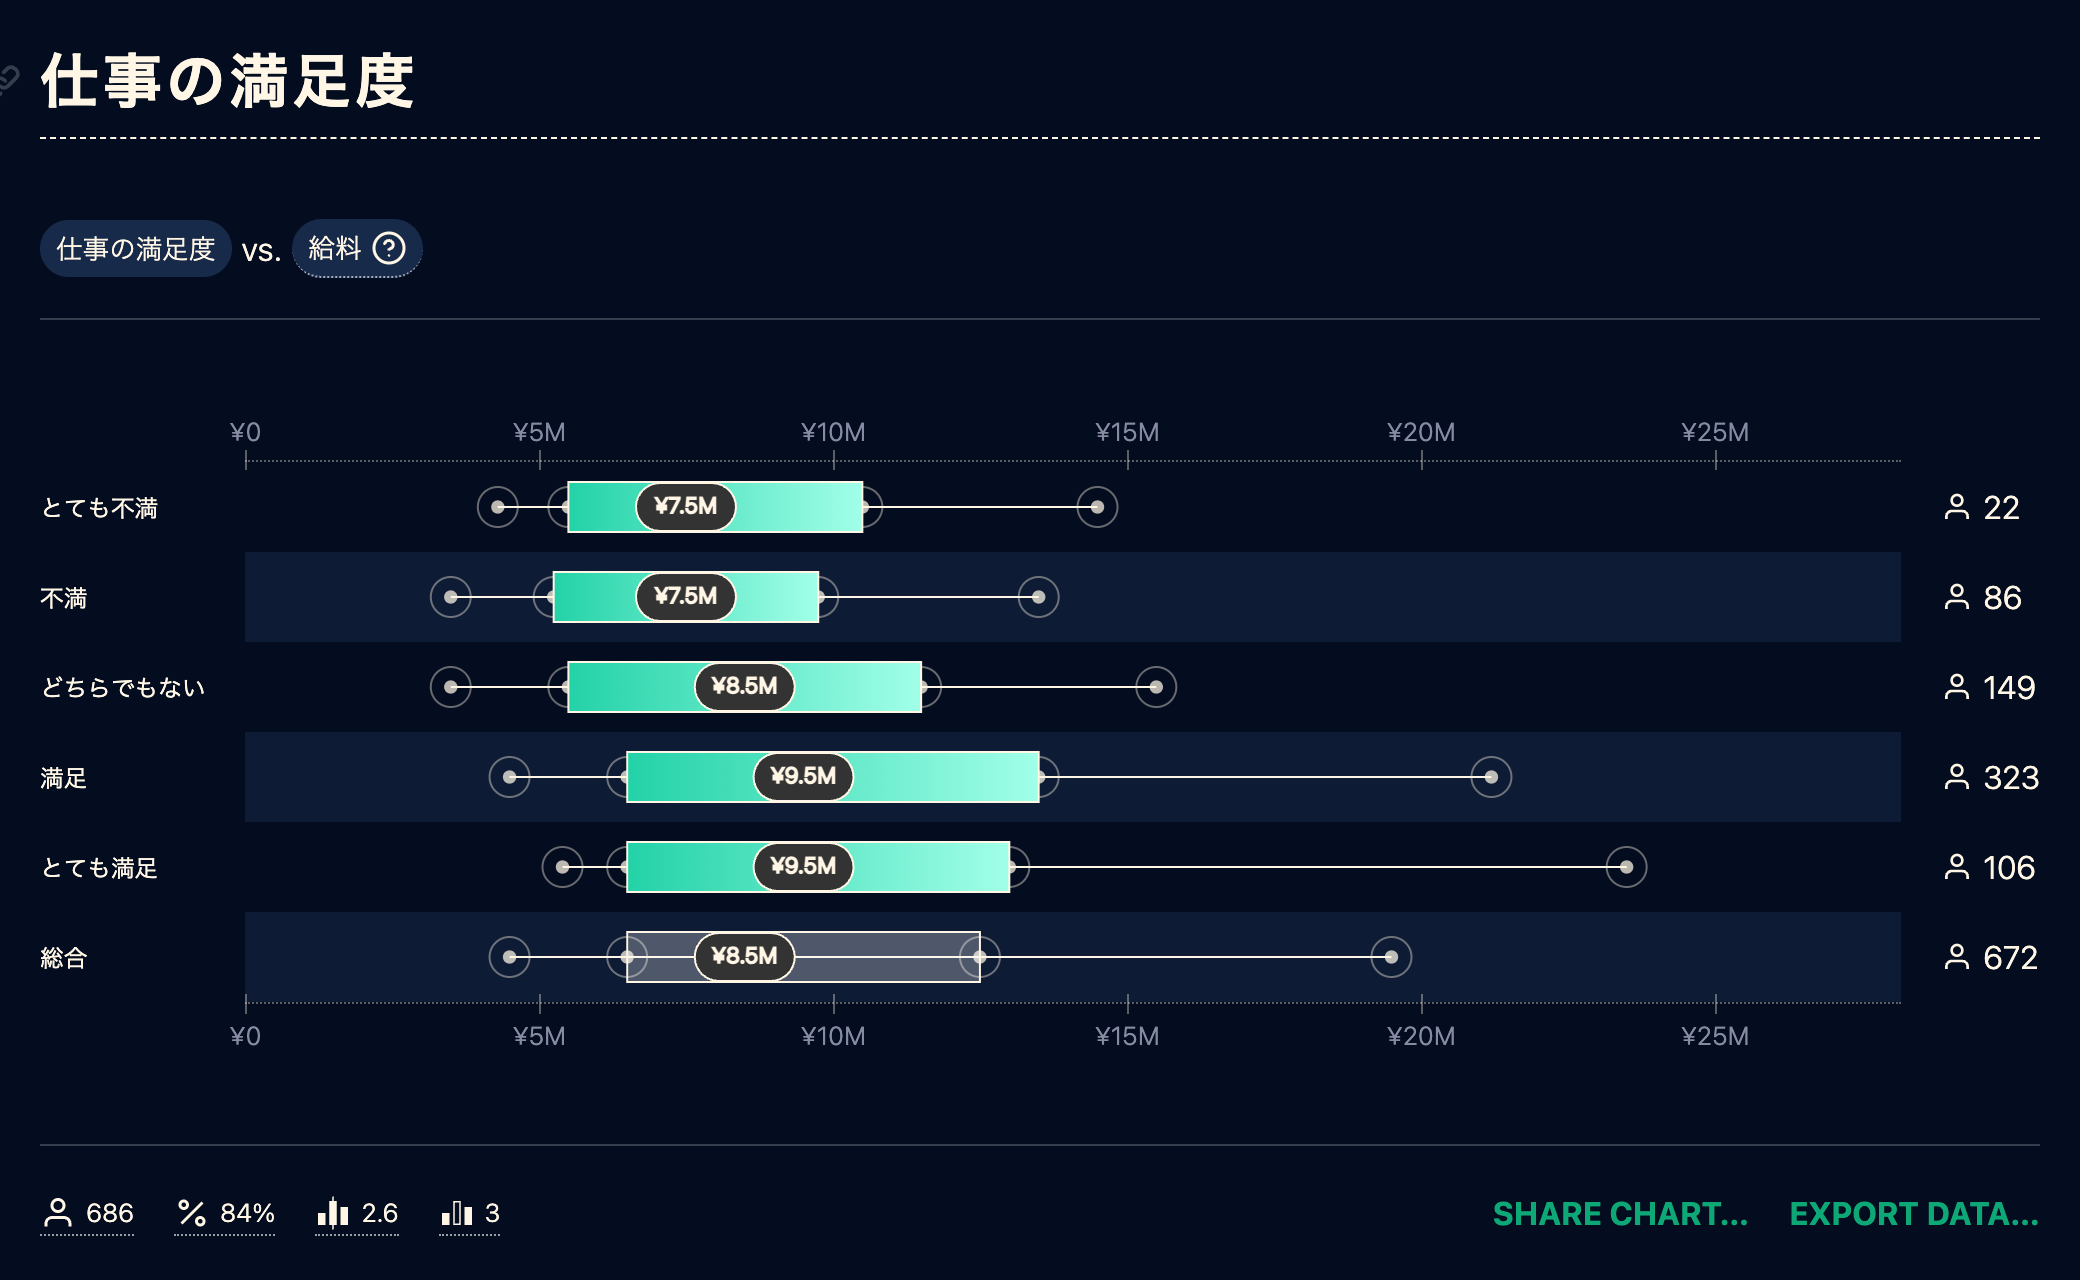 仕事の満足度
仕事の満足度 vs. 給料 ?
¥0 ¥5M ¥10M ¥15M ¥20M ¥25M
とても不満 ¥7.5M 22
不満 ¥7.5M 86
どちらでもない ¥8.5M 149
満足 ¥9.5M 323
とても満足 ¥9.5M 106
総合 ¥8.5M 672
¥0 ¥5M ¥10M ¥15M ¥20M ¥25M
686 % 84% 2.6 3 SHARE CHART... EXPORT DATA...